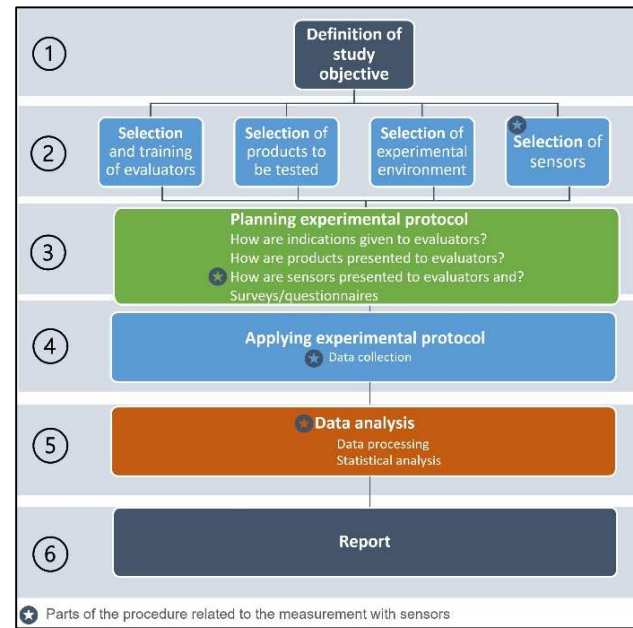 1
Definition of
study
objective
2
Selection
and training
of evaluators
Selection of
products to
be tested
Selection of
experimental
environment
Selection of
sensors
3
Planning experimental protocol
How are indications given to evaluators?
How are products presented to evaluators?
How are sensors presented to evaluators and?
Surveys/questionnaires
4
Applying experimental protocol
Data collection
5
Data analysis
Data processing
Statistical analysis
6
Report
Parts of the procedure related to the measurement with sensors